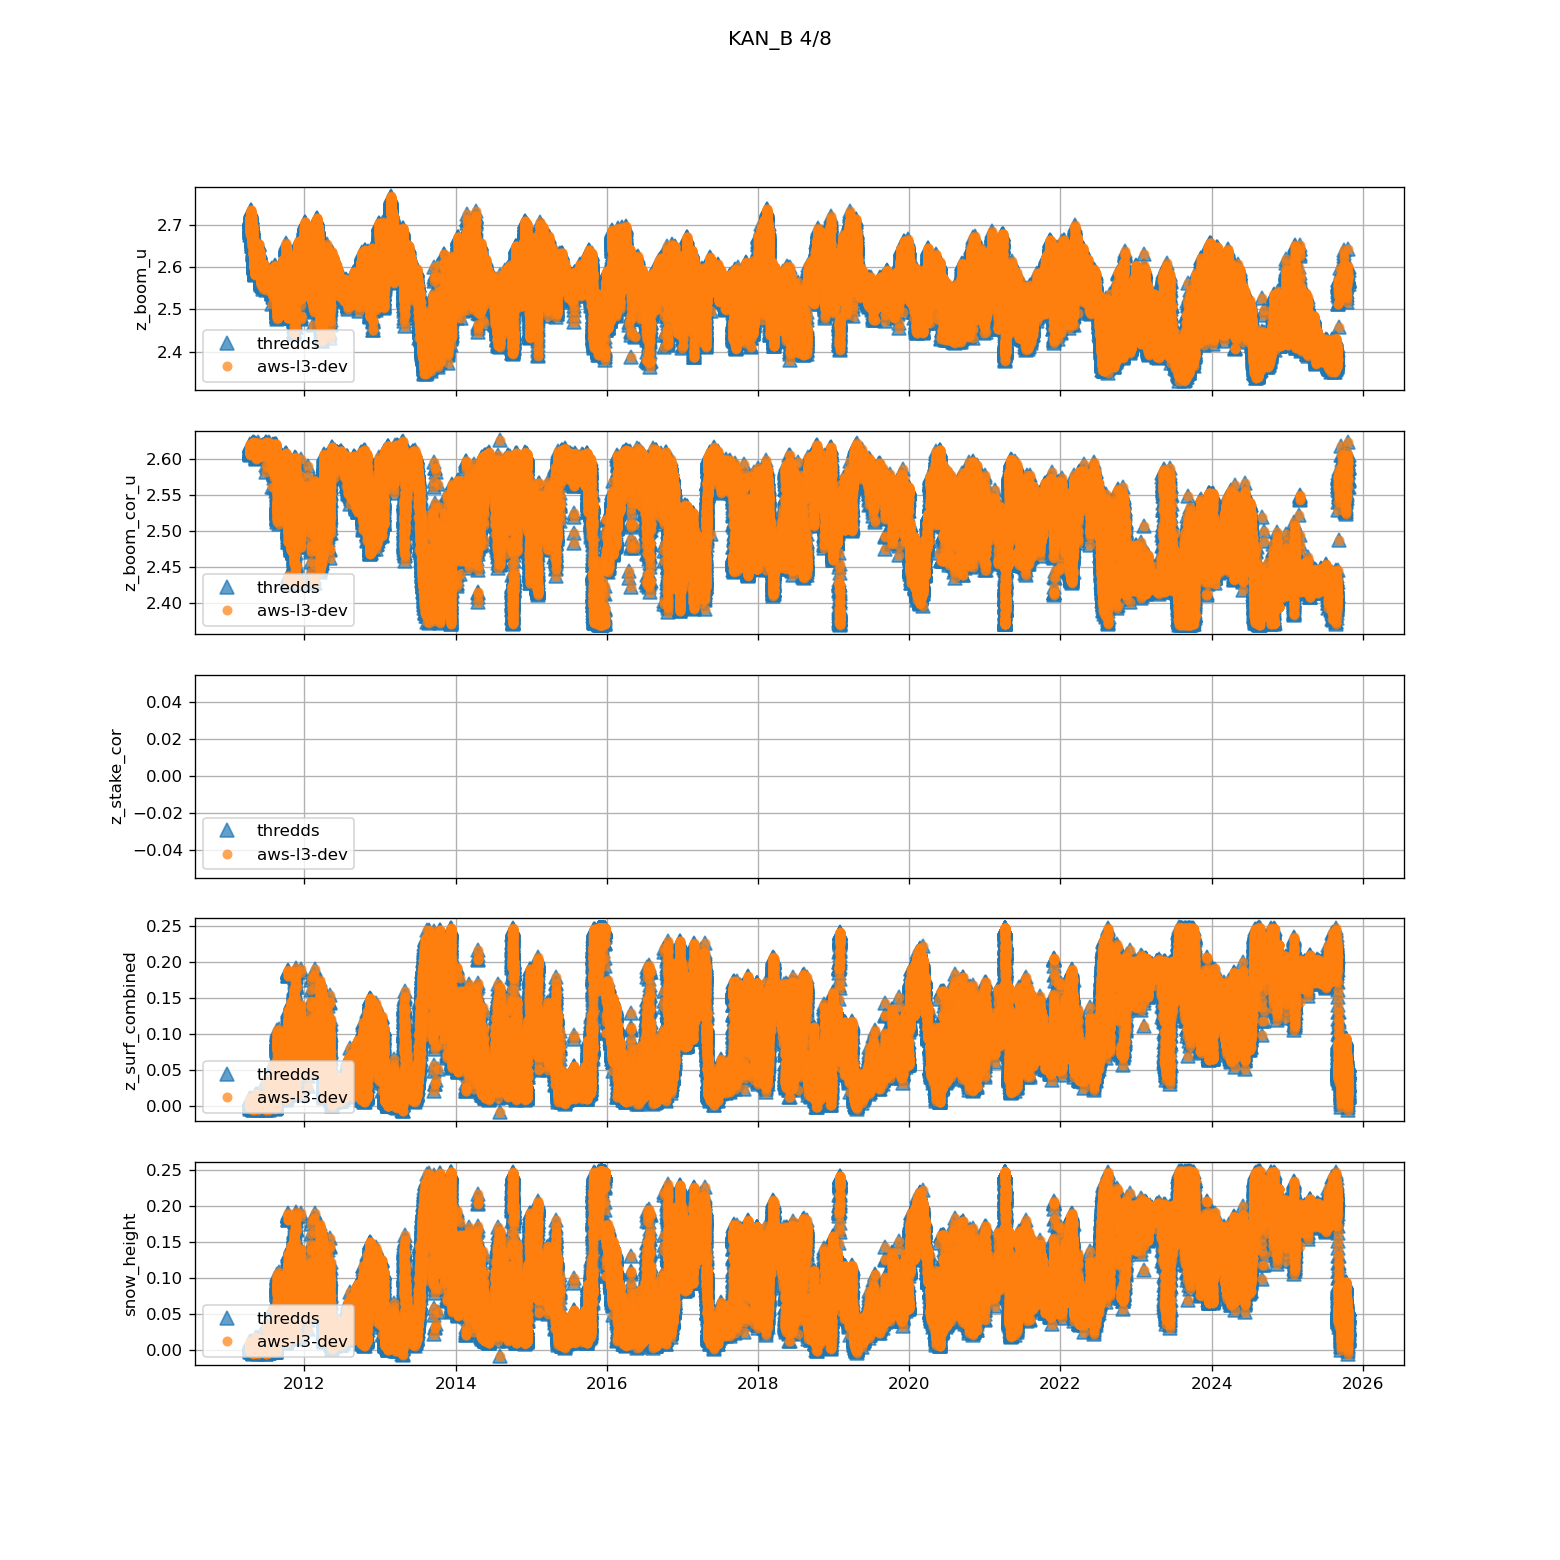 KAN_B 4/8
z_boom_u
2.7
2.6
2.5
2.4
thredds
aws-l3-dev
z_boom_cor_u
2.60
2.55
2.50
2.45
2.40
thredds
aws-l3-dev
z_stake_cor
0.04
0.02
0.00
−0.02
−0.04
thredds
aws-l3-dev
z_surf_combined
0.25
0.20
0.15
0.10
0.05
0.00
thredds
aws-l3-dev
snow_height
0.25
0.20
0.15
0.10
0.05
0.00
thredds
aws-l3-dev
2012 2014 2016 2018 2020 2022 2024 2026